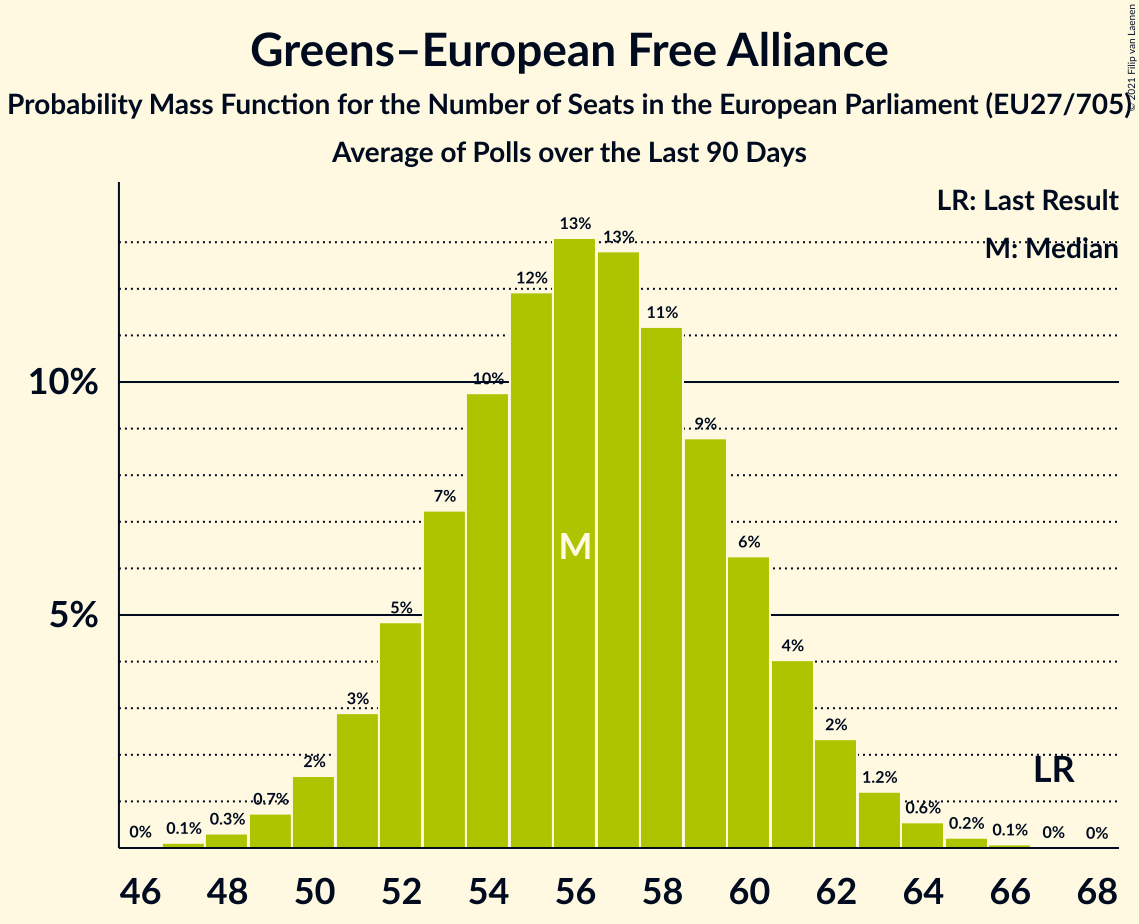 Greens–European Free Alliance
Probability Mass Function for the Number of Seats in the European Parliament (EU27/705)
Average of Polls over the Last 90 Days
© 2021 Filip van Laenen
LR: Last Result
M: Median
10%
5%
0%
0.1%
0.3%
0.7%
2%
3%
5%
7%
10%
12%
13%
13%
11%
9%
6%
4%
2%
1.2%
0.6%
0.2%
0.1%
0%
0%
M
LR
46 48 50 52 54 56 58 60 62 64 66 68